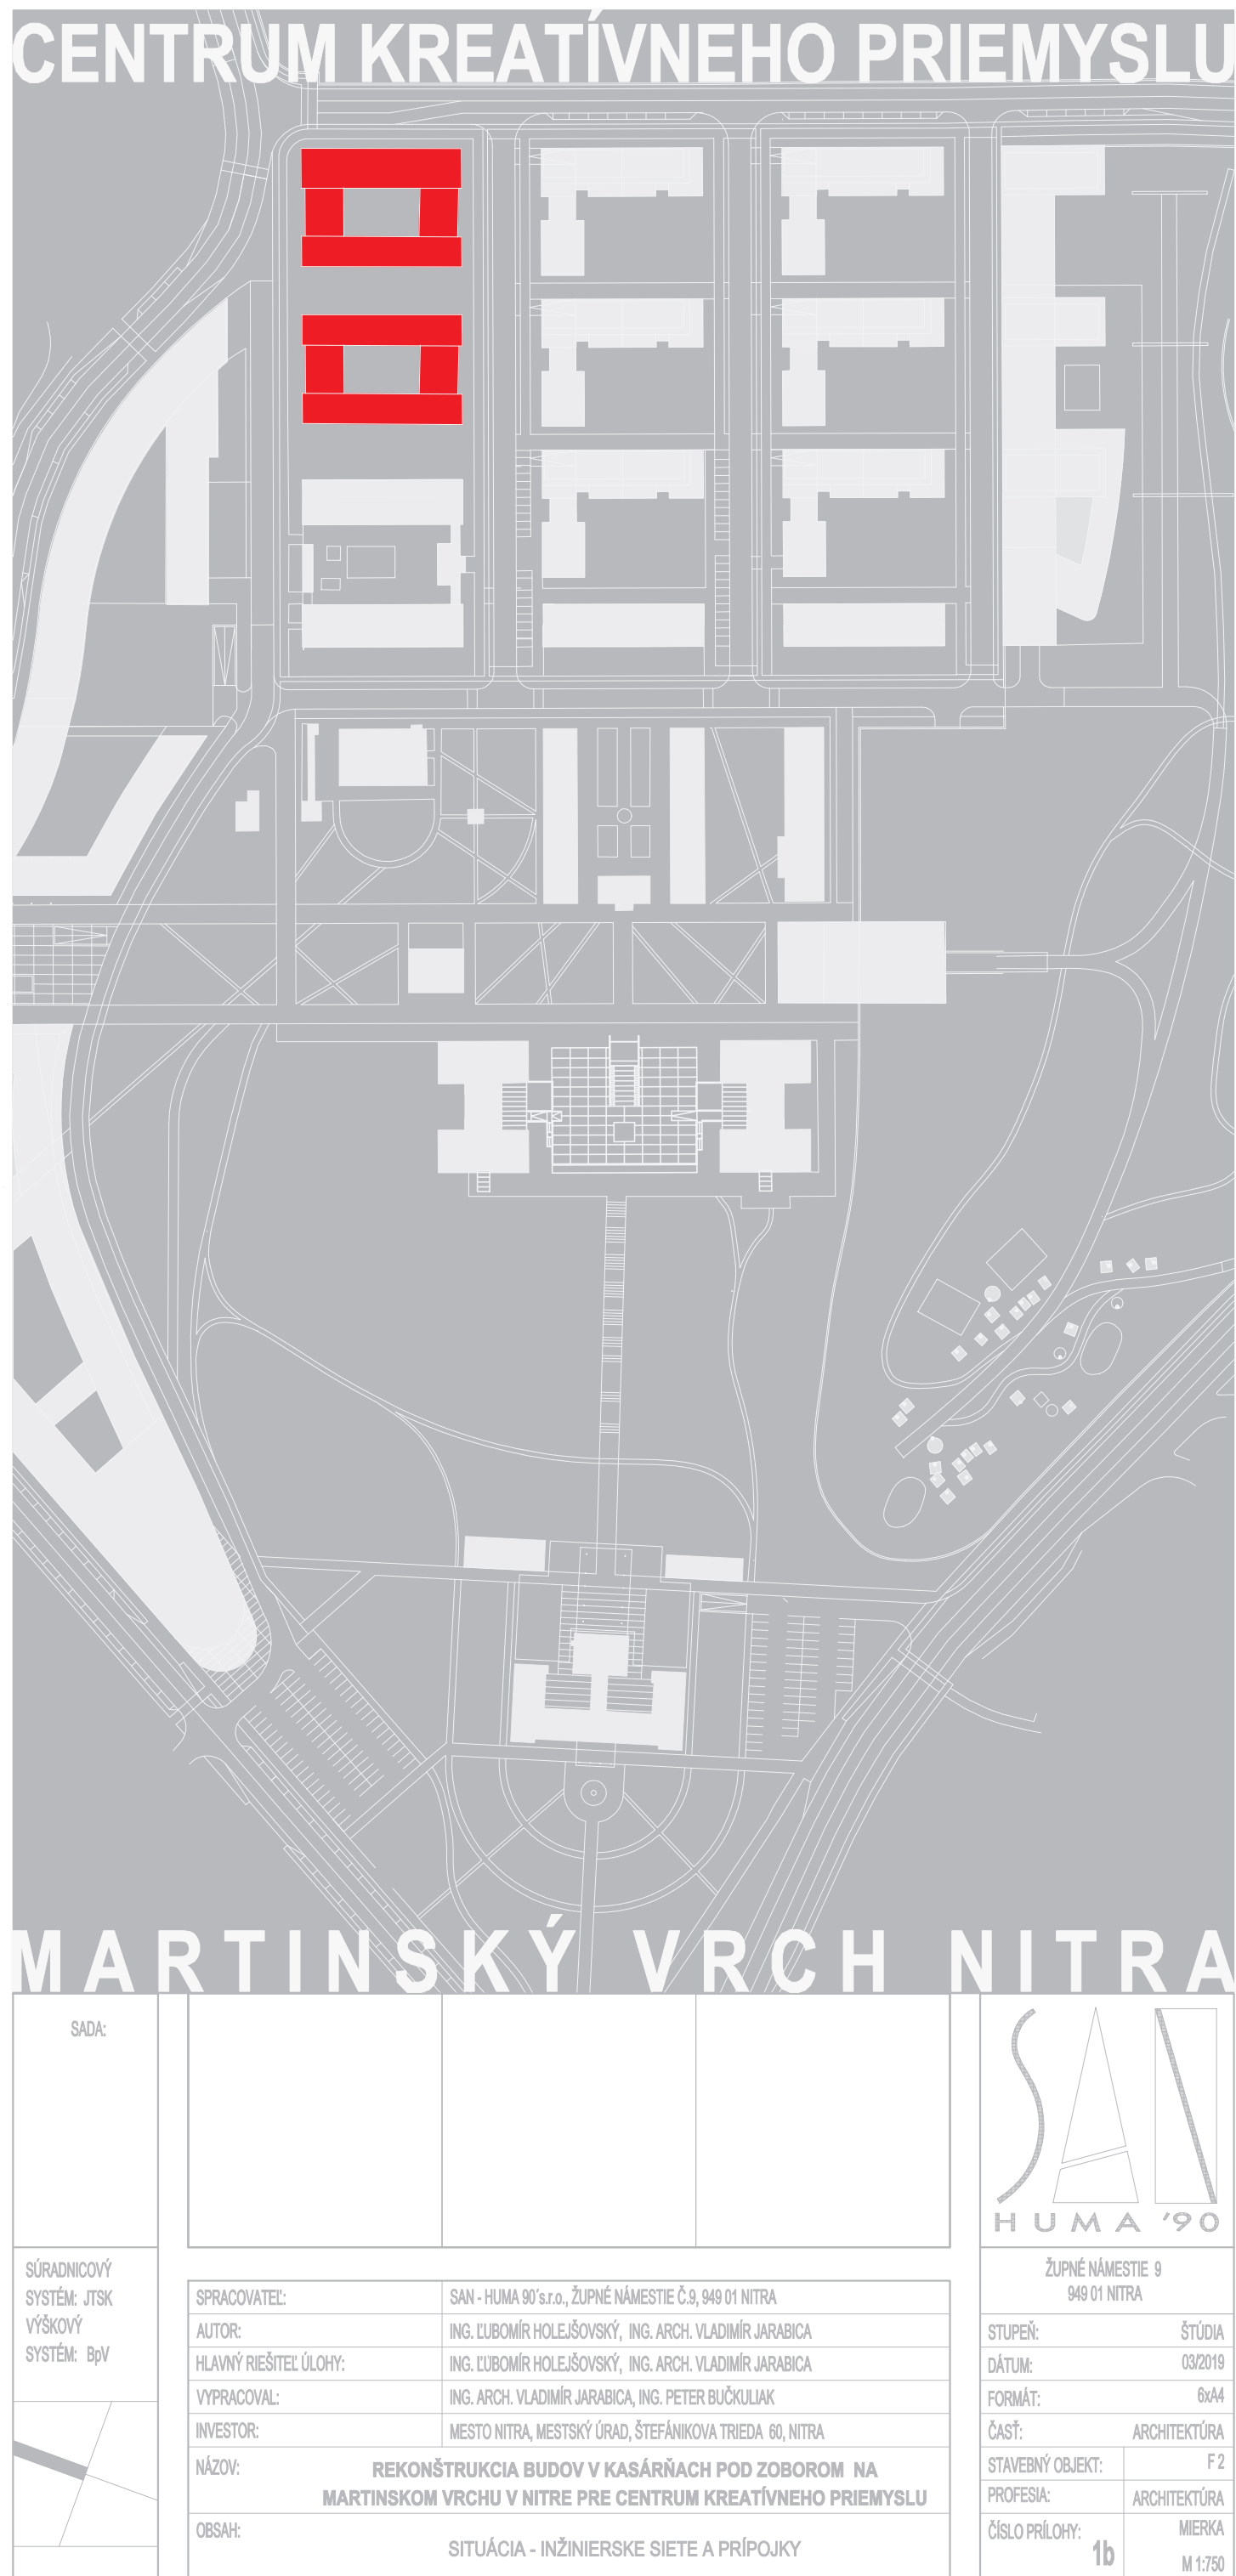 CENTRUM KREATÍVNEHO PRIEMYSLU
MARTINSKÝ VRCH NITRA
SADA:
HUMA '90
SÚRADNICOVÝ
SYSTÉM: JTSK
VÝŠKOVÝ
SYSTÉM: BpV
SPRACOVATEĽ: SAN - HUMA 90´s.r.o., ŽUPNÉ NÁMESTIE Č.9, 949 01 NITRA
AUTOR: ING. ĽUBOMÍR HOLEJŠOVSKÝ, ING. ARCH. VLADIMÍR JARABICA
HLAVNÝ RIEŠITEĽ ÚLOHY: ING. ĽUBOMÍR HOLEJŠOVSKÝ, ING. ARCH. VLADIMÍR JARABICA
VYPRACOVAL: ING. ARCH. VLADIMÍR JARABICA, ING. PETER BUČKULIAK
INVESTOR: MESTO NITRA, MESTSKÝ ÚRAD, ŠTEFÁNIKOVA TRIEDA 60, NITRA
NÁZOV: REKONŠTRUKCIA BUDOV V KASÁRŇACH POD ZOBOROM NA
MARTINSKOM VRCHU V NITRE PRE CENTRUM KREATÍVNEHO PRIEMYSLU
OBSAH:
SITUÁCIA - INŽINIERSKE SIETE A PRÍPOJKY
ŽUPNÉ NÁMESTIE 9
949 01 NITRA
STUPEŇ: ŠTÚDIA
DÁTUM: 03/2019
FORMÁT: 6xA4
ČASŤ: ARCHITEKTÚRA
STAVEBNÝ OBJEKT: F 2
PROFESIA: ARCHITEKTÚRA
ČÍSLO PRÍLOHY: 1b
MIERKA
M 1:750